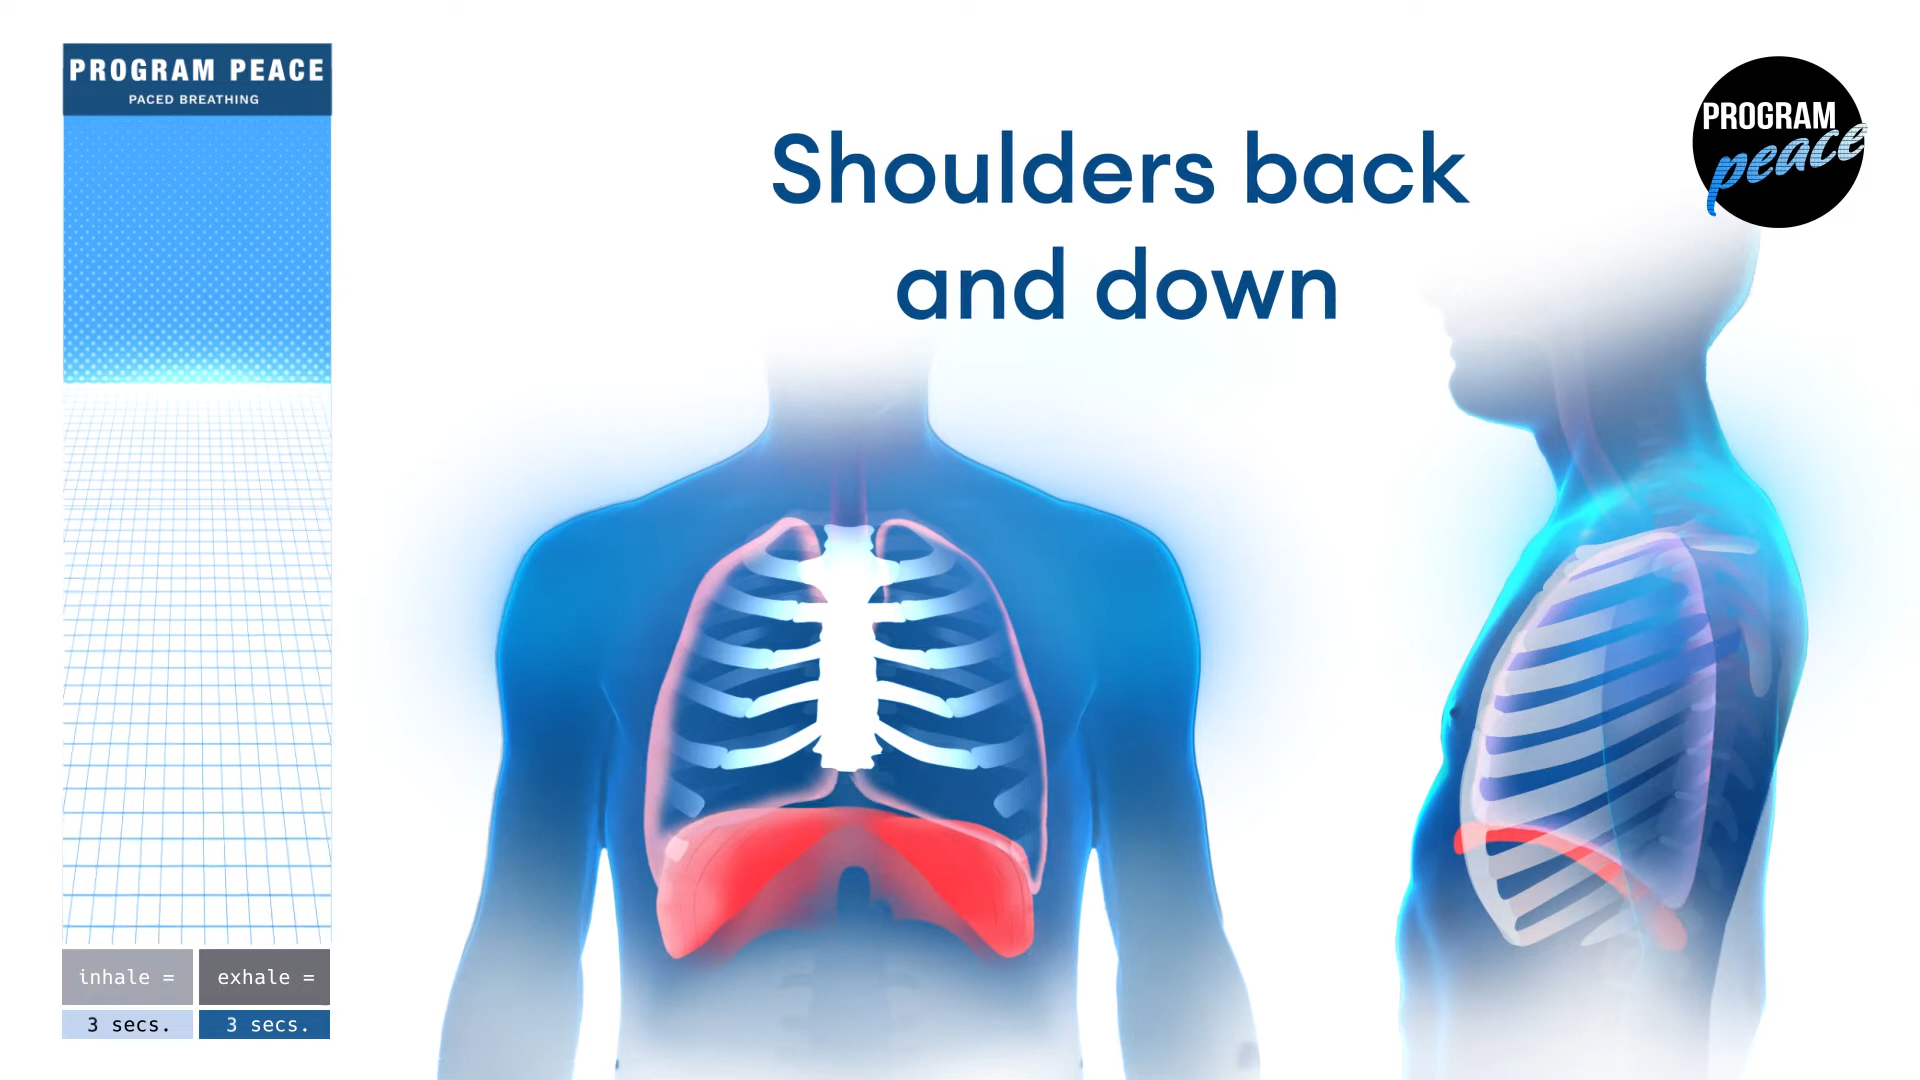 PROGRAM PEACE
PACED BREATHING
Shoulders back
and down
PROGRAM
peace
inhale =
exhale =
3 secs.
3 secs.